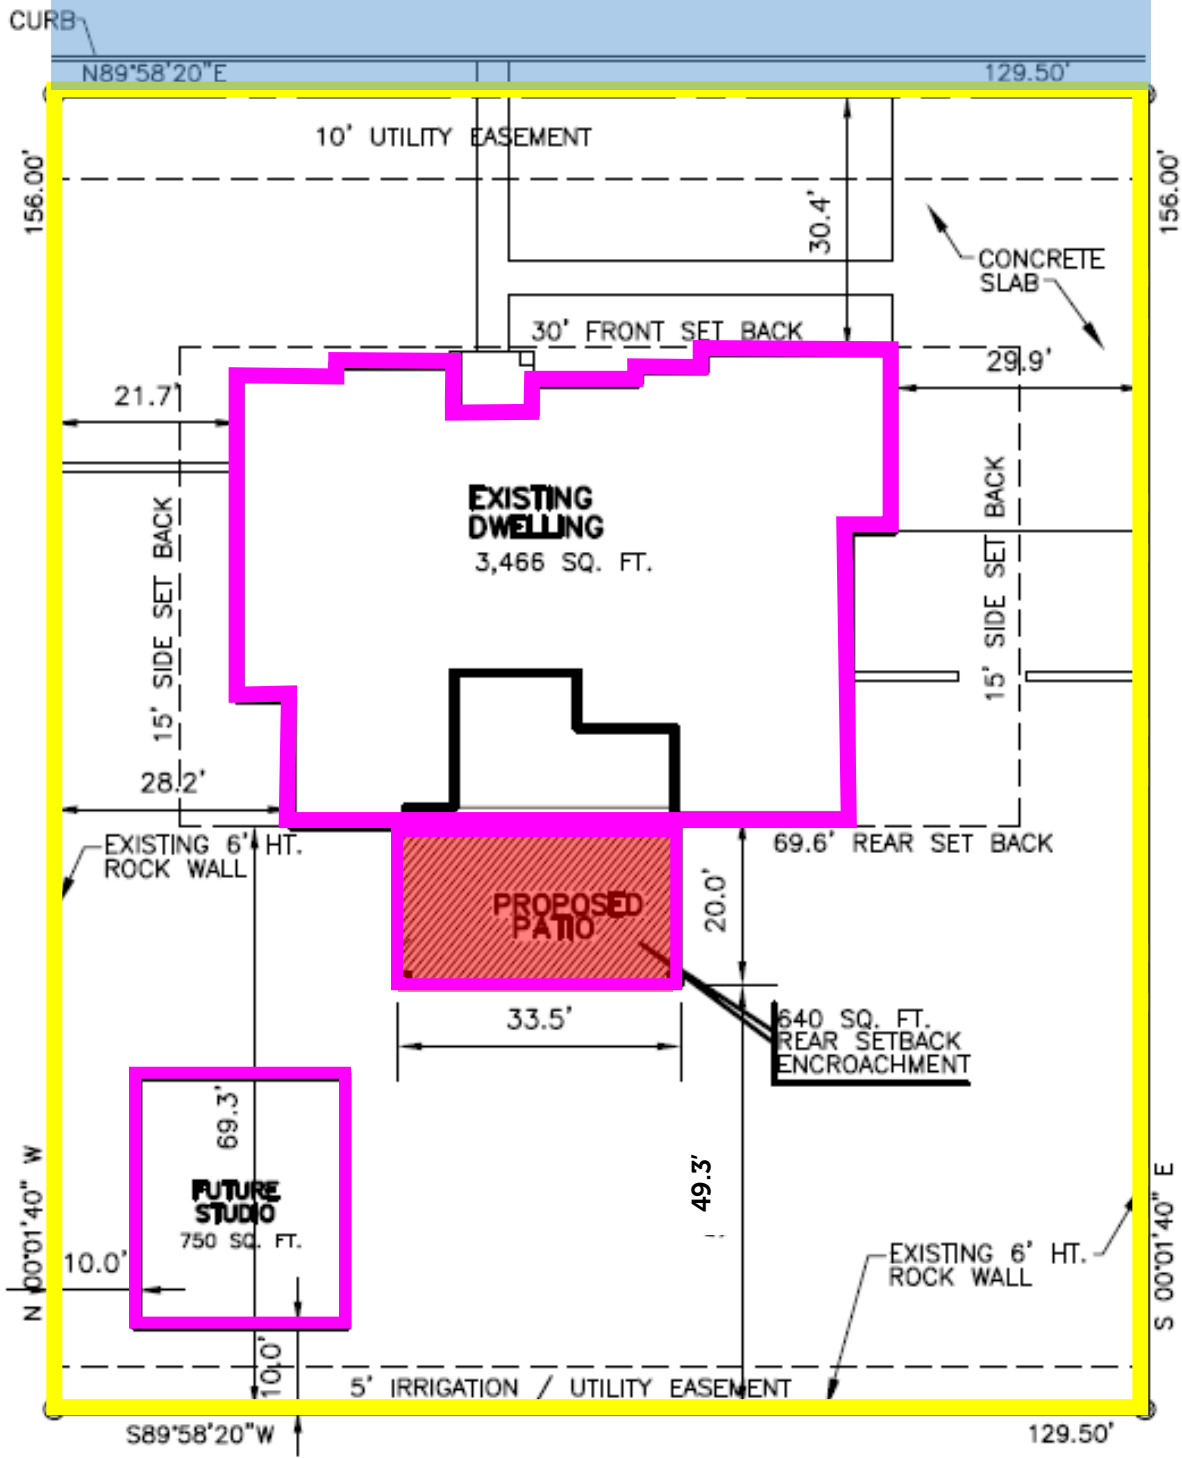 CURB
N89°58'20"E
129.50'
10' UTILITY EASEMENT
156.00'
156.00'
30.4'
CONCRETE
SLAB
30' FRONT SET BACK
29.9'
21.7'
EXISTING
DWELLING
3,466 SQ. FT.
15' SIDE SET BACK
15' SIDE SET BACK
28.2'
EXISTING 6' HT.
ROCK WALL
69.6' REAR SET BACK
20.0'
PROPOSED
PATIO
33.5'
640 SQ. FT.
REAR SETBACK
ENCROACHMENT
69.3'
49.3'
FUTURE
STUDIO
750 SQ. FT.
10.0'
N 00°01'40" W
S 00°01'40" E
EXISTING 6' HT.
ROCK WALL
10.0'
5' IRRIGATION / UTILITY EASEMENT
S89°58'20"W
129.50'